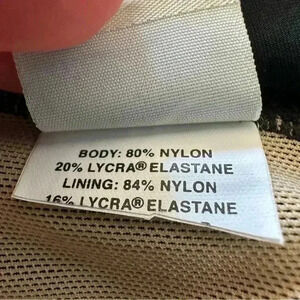 BODY: 80% NYLON
20% LYCRA® ELASTANE
LINING: 84% NYLON
16% LYCRA® ELASTANE